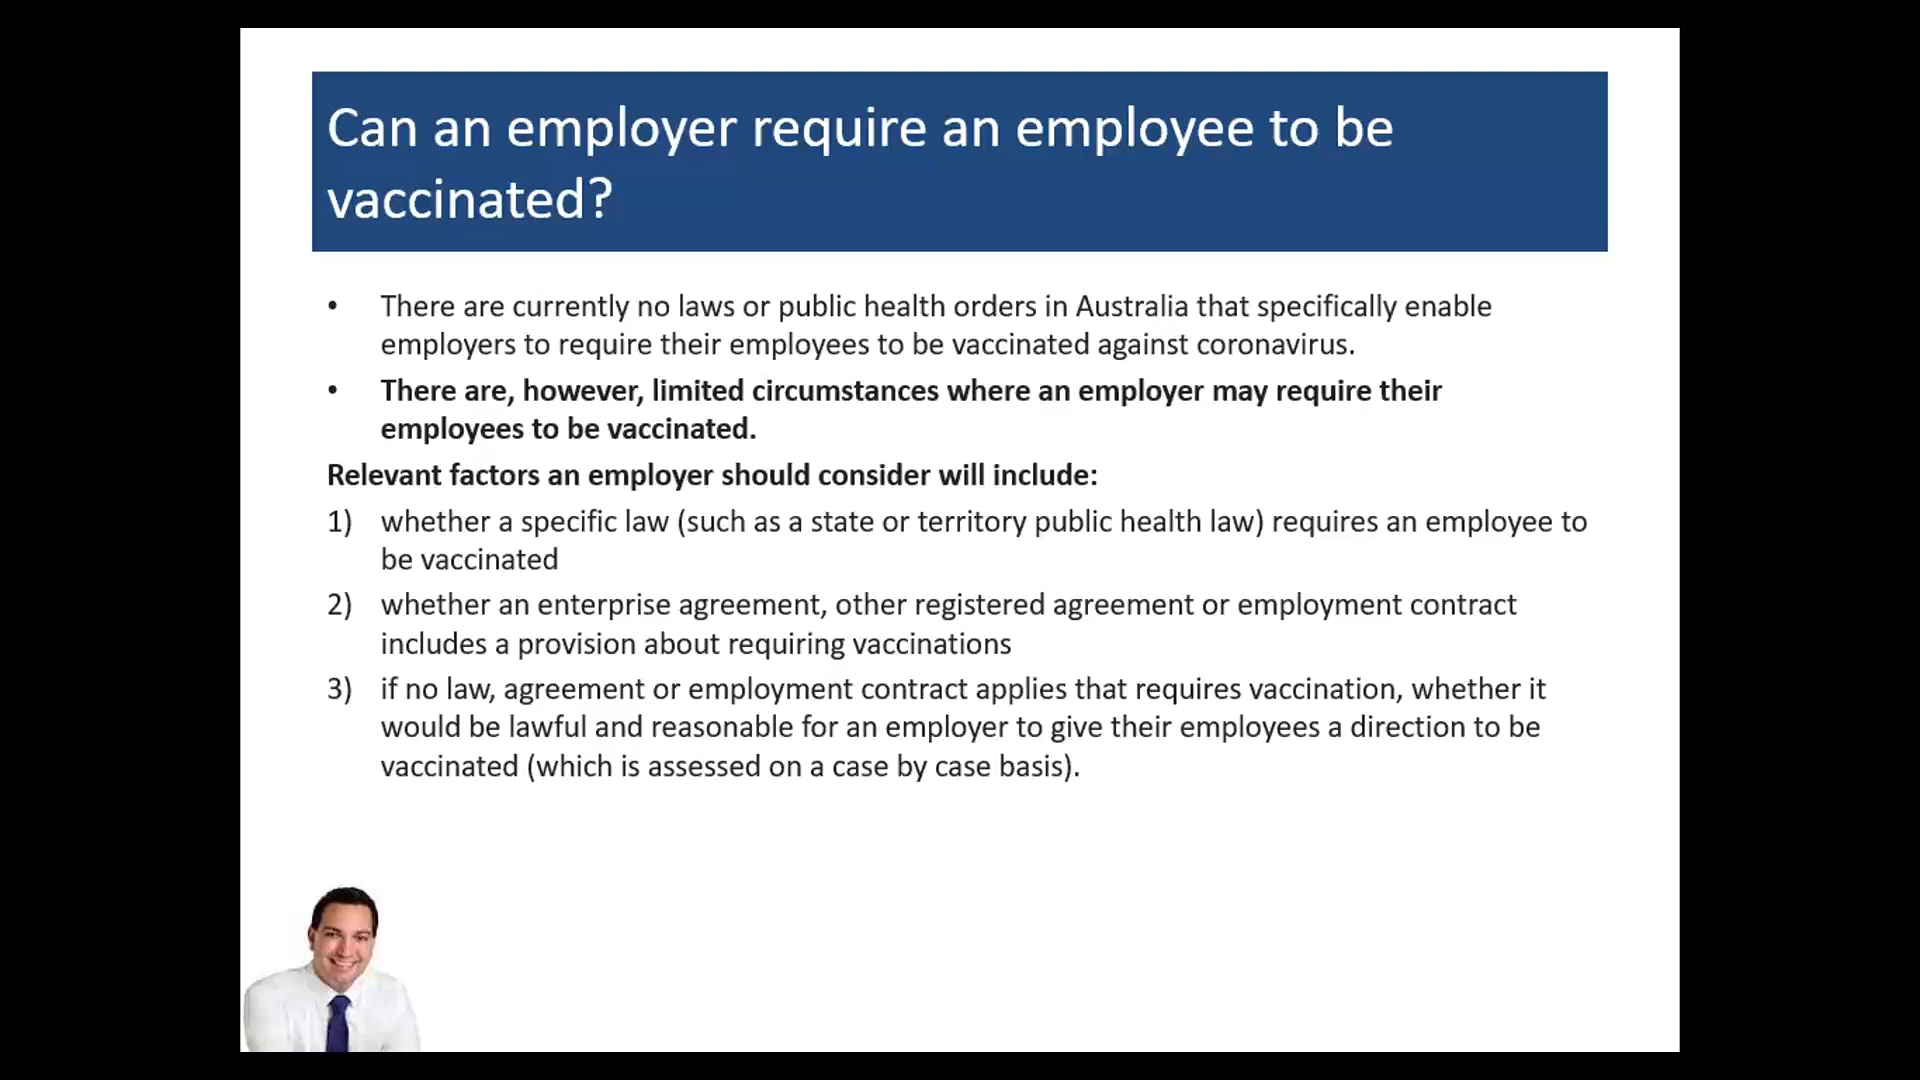 Can an employer require an employee to be
vaccinated?
• There are currently no laws or public health orders in Australia that specifically enable
employers to require their employees to be vaccinated against coronavirus.
• There are, however, limited circumstances where an employer may require their
employees to be vaccinated.
Relevant factors an employer should consider will include:
1) whether a specific law (such as a state or territory public health law) requires an employee to
be vaccinated
2) whether an enterprise agreement, other registered agreement or employment contract
includes a provision about requiring vaccinations
3) if no law, agreement or employment contract applies that requires vaccination, whether it
would be lawful and reasonable for an employer to give their employees a direction to be
vaccinated (which is assessed on a case by case basis).